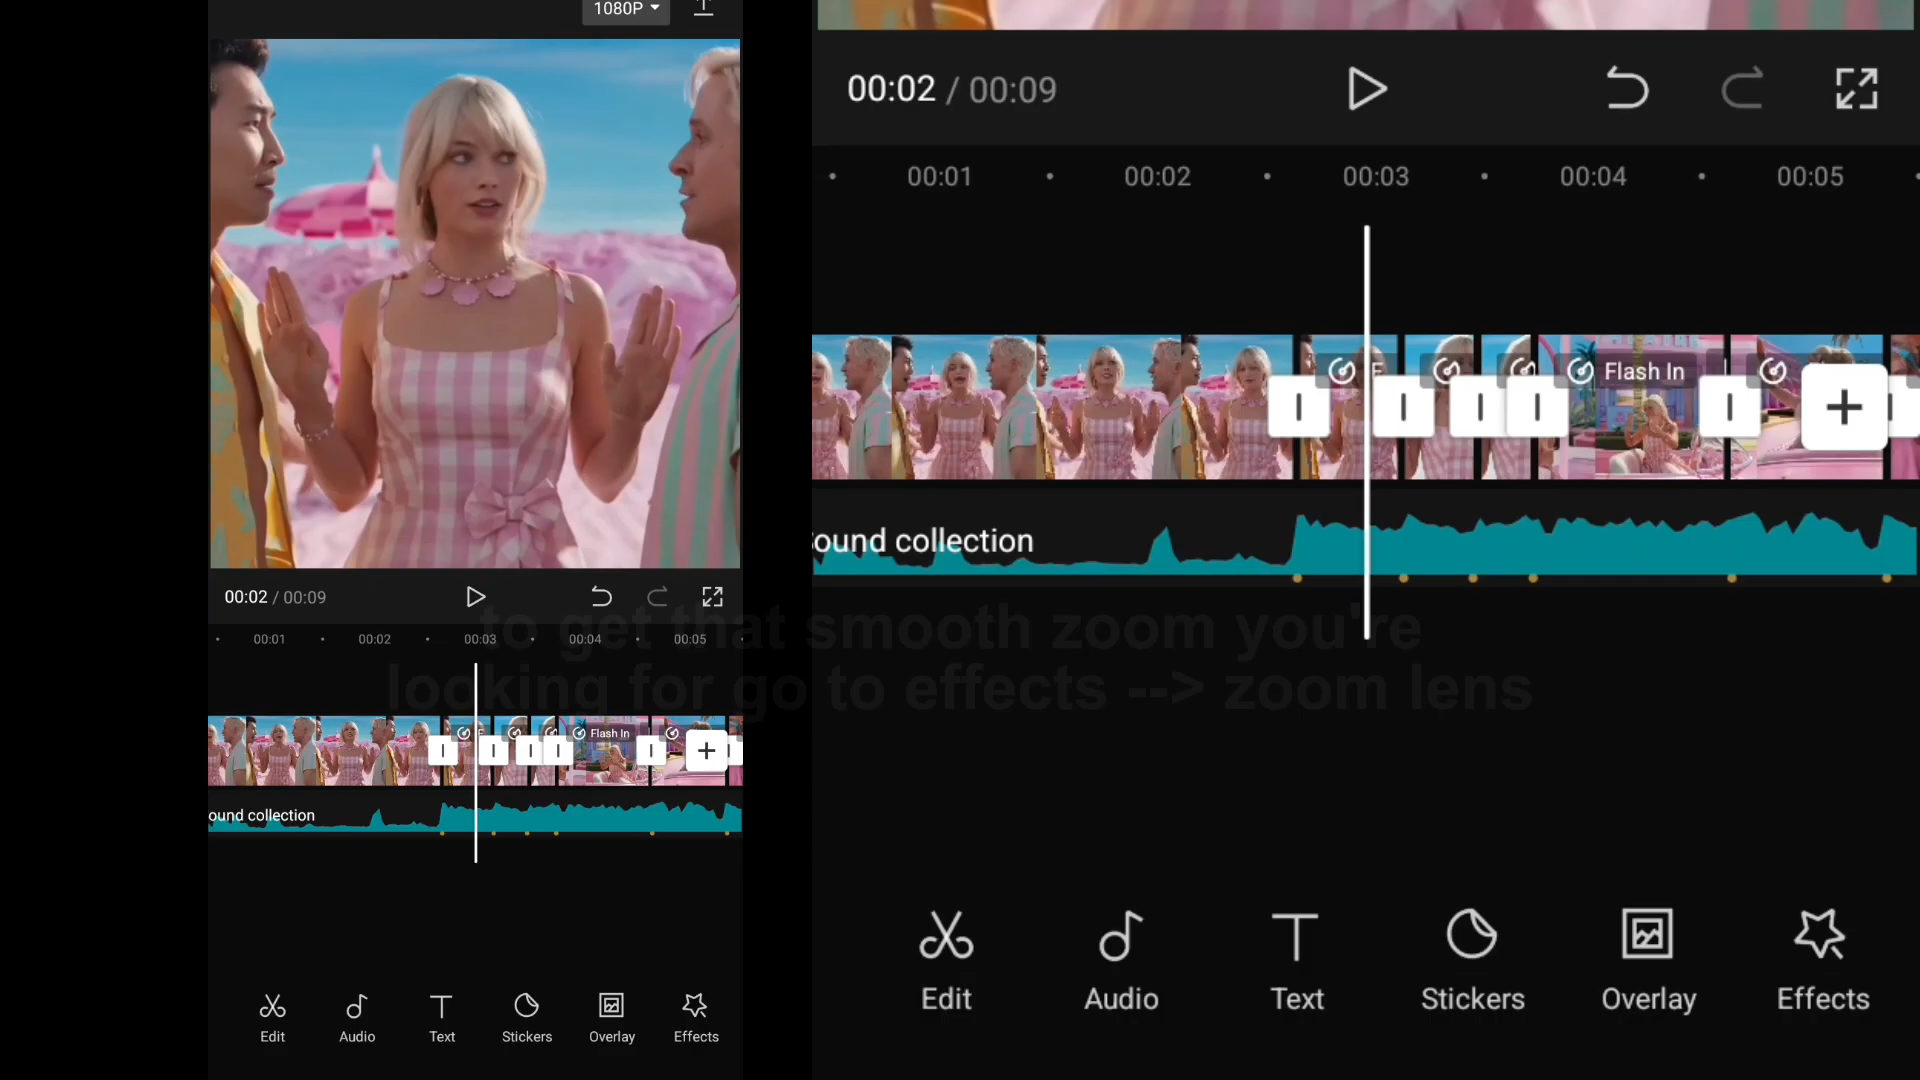 1080P
00:02 / 00:09
00:01 00:02 00:03 00:04 00:05
Flash In
ound collection
Edit Audio Text Stickers Overlay Effects
00:02 / 00:09
00:01 00:02 00:03 00:04 00:05
Flash In
ound collection
Edit Audio Text Stickers Overlay Effects
to get that smooth zoom you're
looking for go to effects --> zoom lens